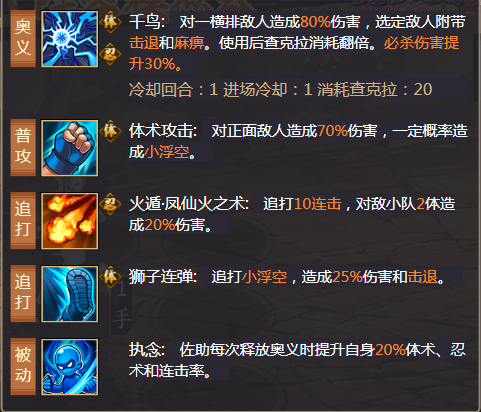 奥义
体
忍
千鸟： 对一横排敌人造成80%伤害，选定敌人附带
击退和麻痹。使用后查克拉消耗翻倍。必杀伤害提
升30%。
冷却回合：1 进场冷却：1 消耗查克拉：20
普攻
体
体术攻击： 对正面敌人造成70%伤害，一定概率造
成小浮空。
追打
忍
火遁·凤仙火之术： 追打10连击，对敌小队2体造
成20%伤害。
追打
体
狮子连弹： 追打小浮空，造成25%伤害和击退。
1
手
被动
执念： 佐助每次释放奥义时提升自身20%体术、忍
术和连击率。